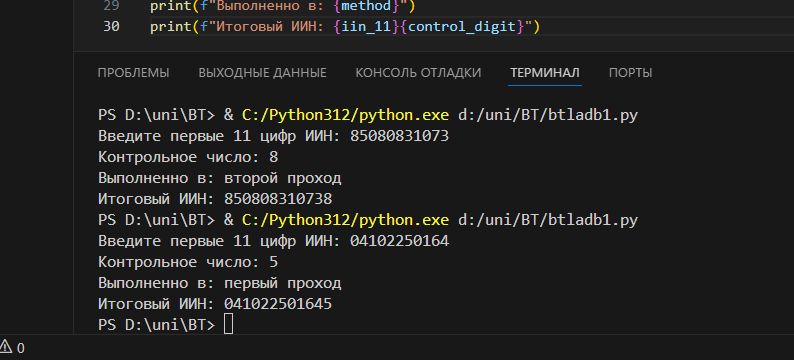 29 print(f"Выполненно в: {method}")
30 print(f"Итоговый ИИН: {iin_11}{control_digit}")
ПРОБЛЕМЫ ВЫХОДНЫЕ ДАННЫЕ КОНСОЛЬ ОТЛАДКИ ТЕРМИНАЛ ПОРТЫ
PS D:\uni\BT> & C:/Python312/python.exe d:/uni/BT/btladb1.py
Введите первые 11 цифр ИИН: 85080831073
Контрольное число: 8
Выполненно в: второй проход
Итоговый ИИН: 850808310738
PS D:\uni\BT> & C:/Python312/python.exe d:/uni/BT/btladb1.py
Введите первые 11 цифр ИИН: 04102250164
Контрольное число: 5
Выполненно в: первый проход
Итоговый ИИН: 041022501645
PS D:\uni\BT>
0